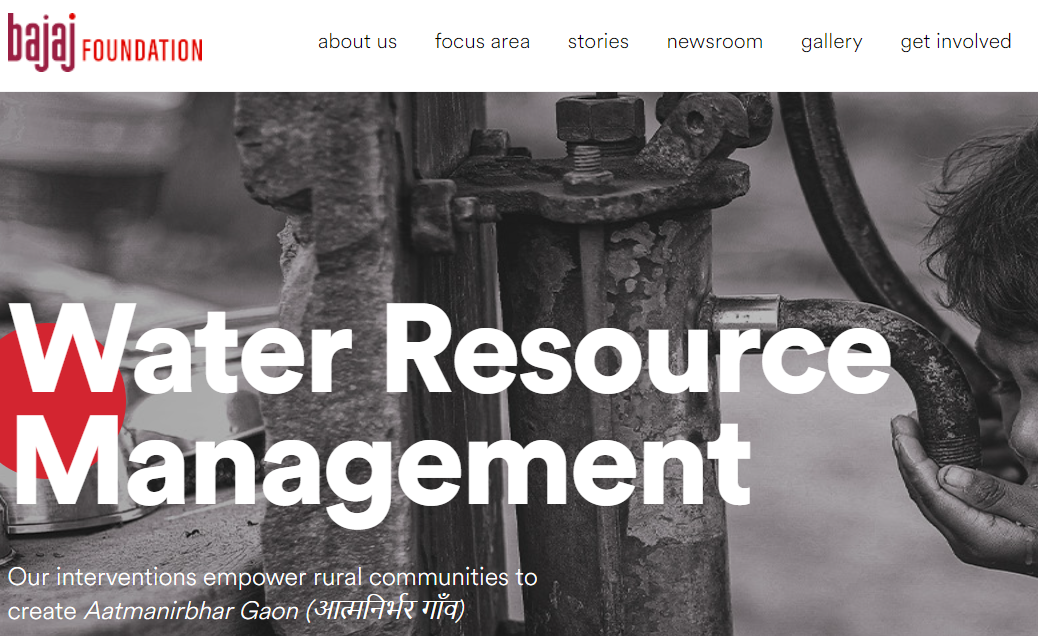 bajaj FOUNDATION
about us focus area stories newsroom gallery get involved
Water Resource
Management
Our interventions empower rural communities to
create Aatmanirbhar Gaon (आत्मनिर्भर गाँव)